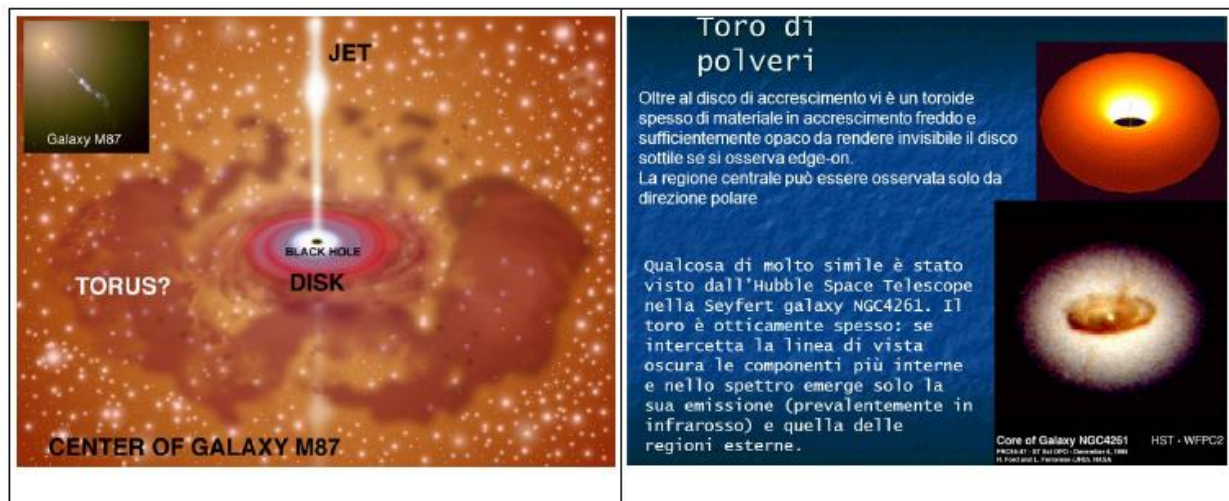 JET
Galaxy M87
BLACK HOLE
DISK
TORUS?
CENTER OF GALAXY M87
Toro di
polveri
Oltre al disco di accrescimento vi è un toroide
spesso di materiale in accrescimento freddo e
sufficientemente opaco da rendere invisibile il disco
sottile se si osserva edge-on.
La regione centrale può essere osservata solo da
direzione polare
Qualcosa di molto simile è stato
visto dall'Hubble Space Telescope
nella Seyfert galaxy NGC4261. Il
toro è otticamente spesso: se
intercetta la linea di vista
oscura le componenti più interne
e nello spettro emerge solo la
sua emissione (prevalentemente in
infrarosso) e quella delle
regioni esterne.
Core of Galaxy NGC4261 HST · WFPC2